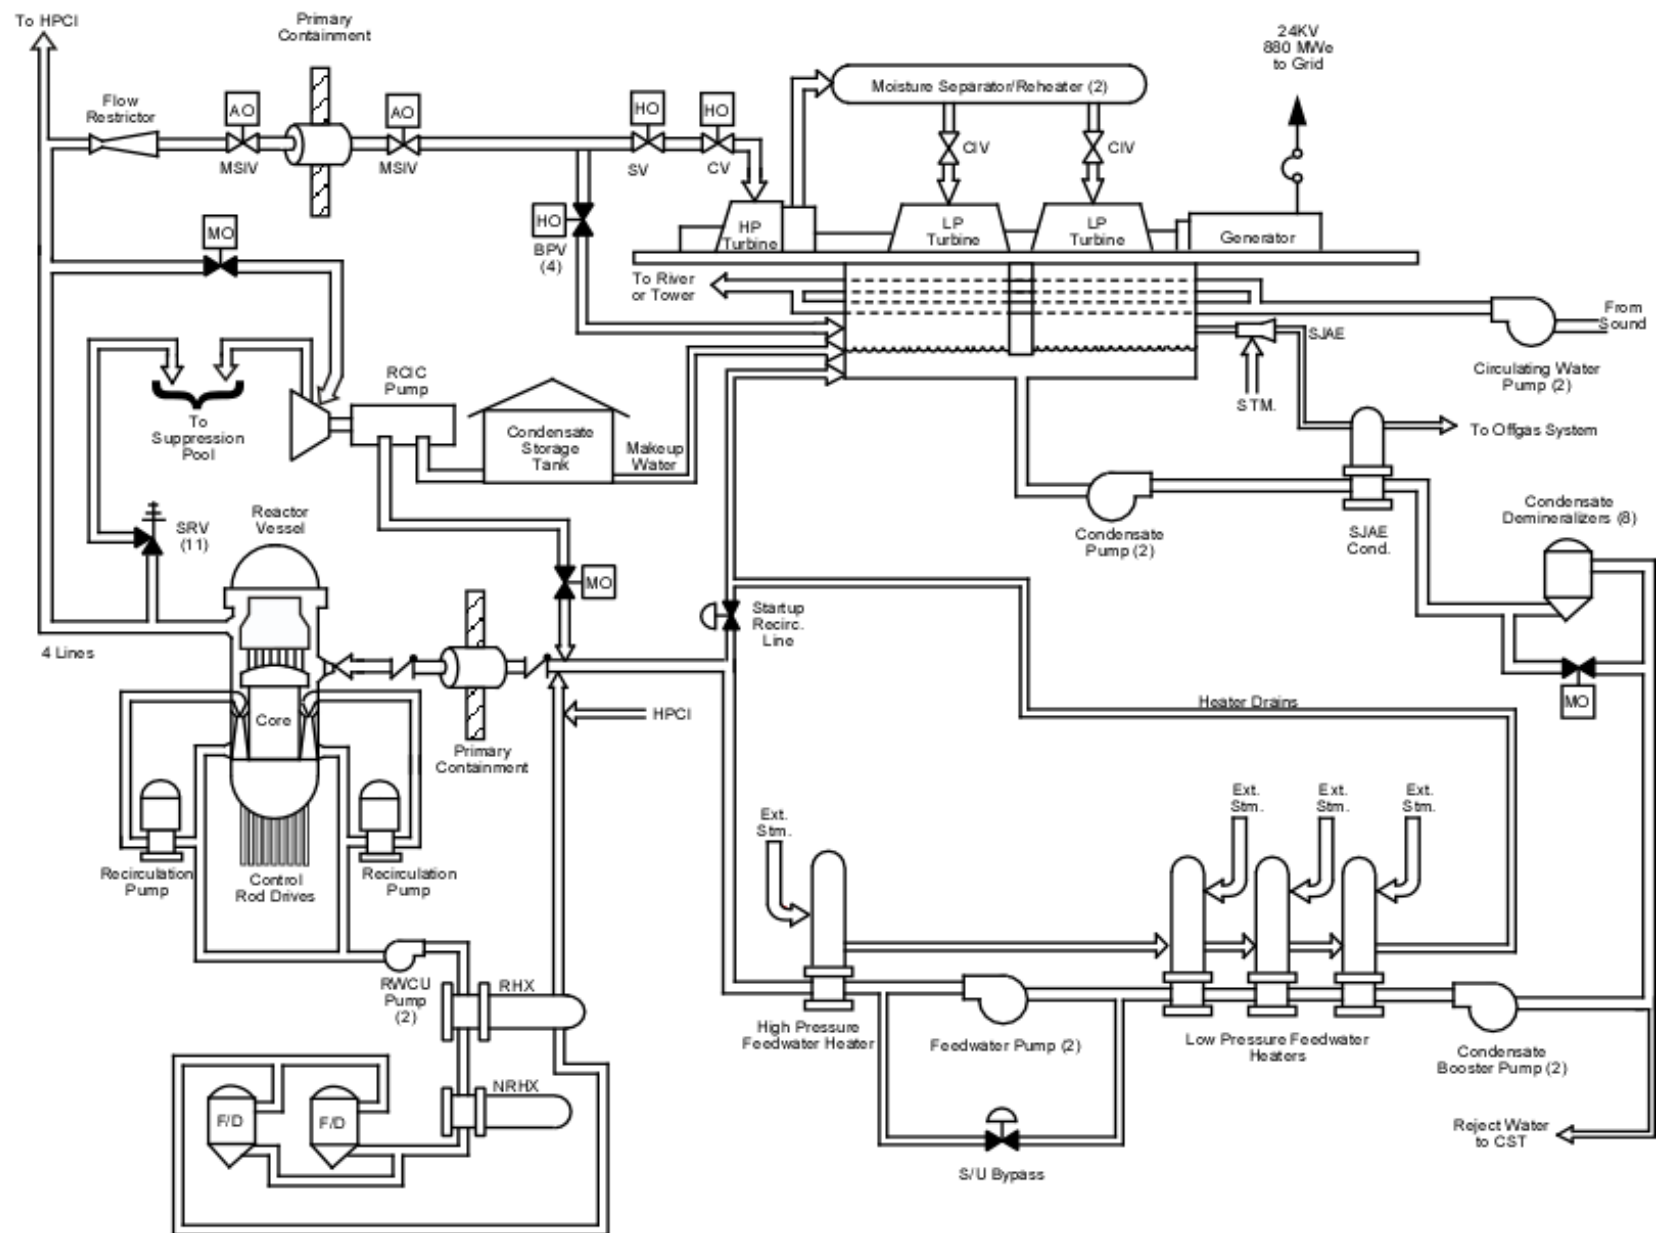 To HPCI
Primary
Containment
24KV
880 MWe
to Grid
Moisture Separator/Reheater (2)
Flow
Restrictor
AO
AO
HO
HO
MSIV
MSIV
SV
CV
CIV
CIV
MO
HO
BPV
(4)
HP
Turbine
LP
Turbine
LP
Turbine
Generator
To River
or Tower
From
Sound
SJAE
Circulating Water
Pump (2)
STM.
RCIC
Pump
To
Suppression
Pool
Condensate
Storage
Tank
Makeup
Water
To Offgas System
SRV
(11)
Reactor
Vessel
Condensate
Pump (2)
SJAE
Cond.
Condensate
Demineralizers (8)
MO
Startup
Recirc.
Line
4 Lines
Core
HPCI
Heater Drains
MO
Primary
Containment
Ext.
Stm.
Ext.
Stm.
Ext.
Stm.
Ext.
Stm.
Recirculation
Pump
Control
Rod Drives
Recirculation
Pump
RWCU
Pump
(2)
RHX
High Pressure
Feedwater Heater
Feedwater Pump (2)
Low Pressure Feedwater
Heaters
Condensate
Booster Pump (2)
NRHX
F/D
F/D
Reject Water
to CST
S/U Bypass